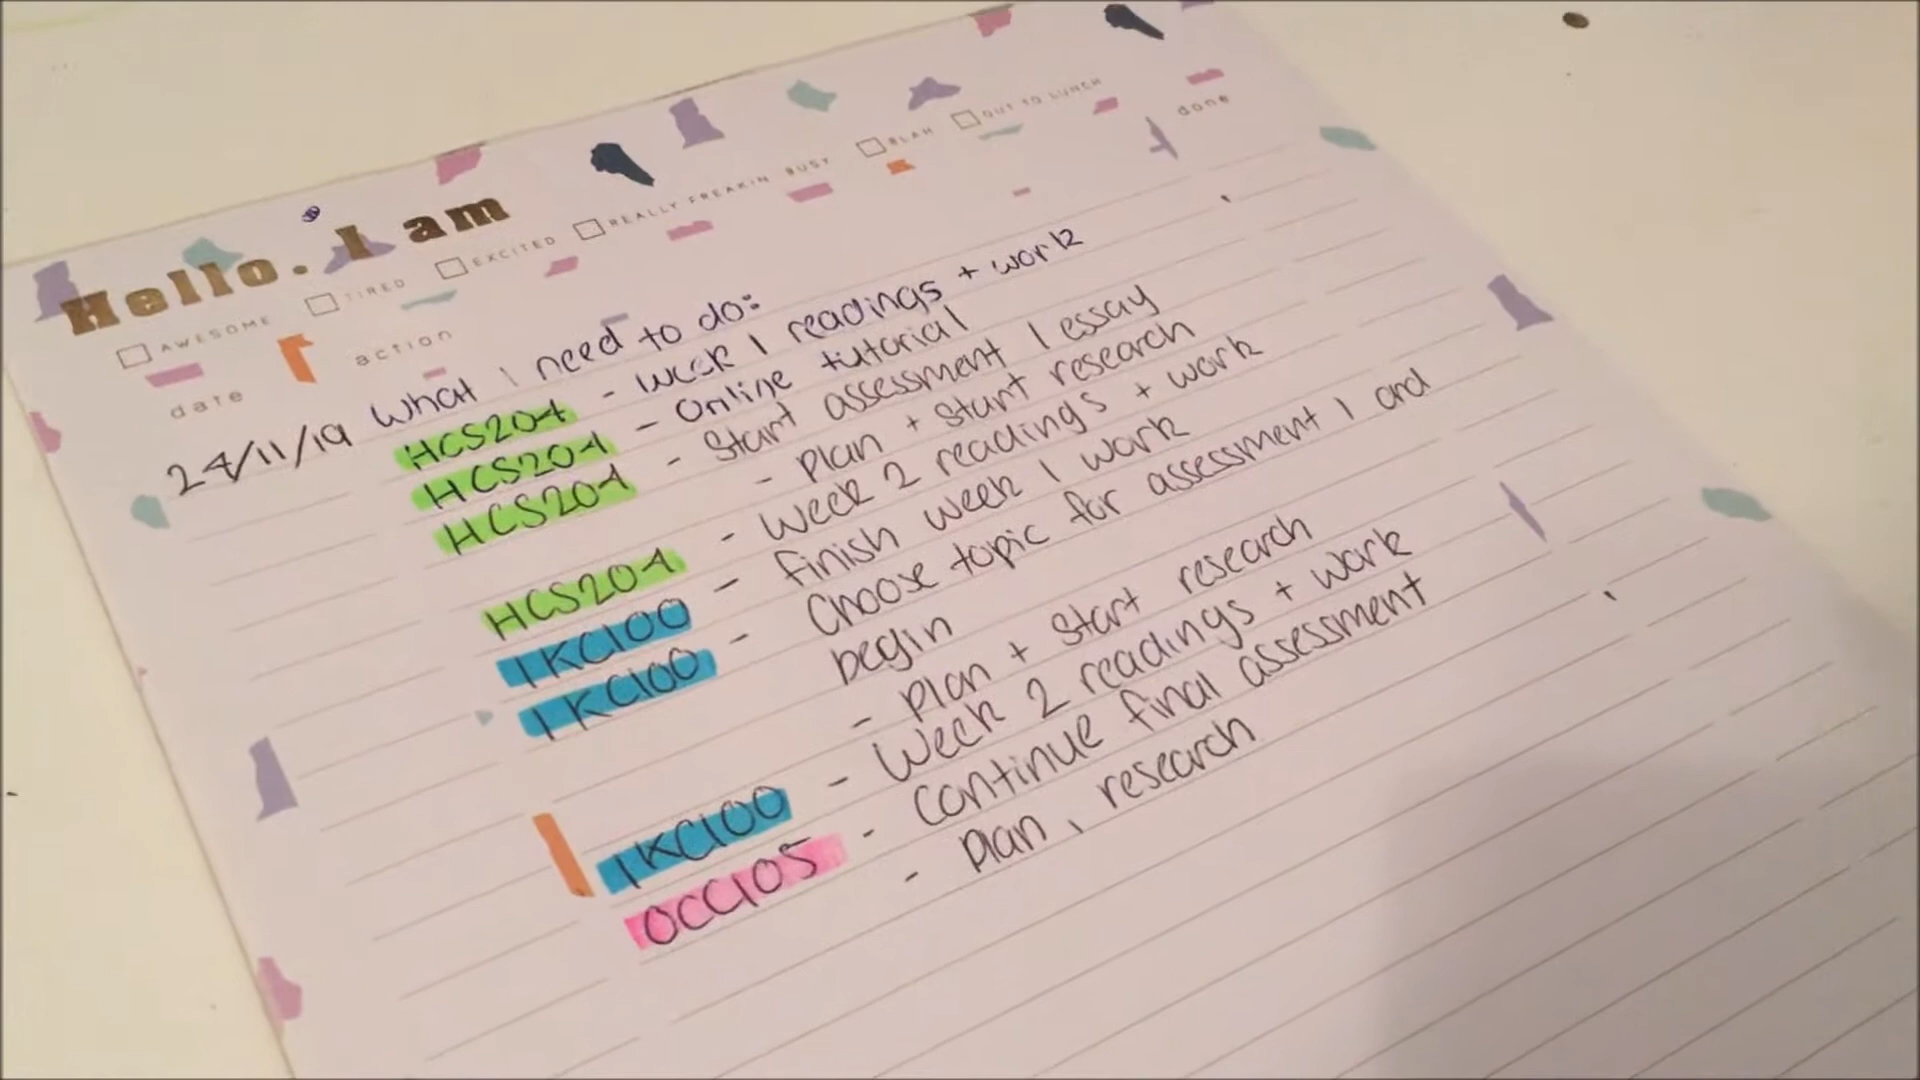 Hello. I am
AWESOME TIRED EXCITED REALLY FREAKIN BUSY BLAH OUT TO LUNCH
date action done
24/11/19 What I need to do:
HCS204 - Week 1 readings + work
HCS204 - Online tutorial
HCS204 - Start assessment 1 essay
- Plan + Start research
HCS204 - Week 2 readings + work
IKC100 - Finish week 1 work
IKC100 - Choose topic for assessment 1 and
begin
- Plan + Start research
IKC100 - Week 2 readings + work
OCC105 - Continue final assessment
- Plan, research